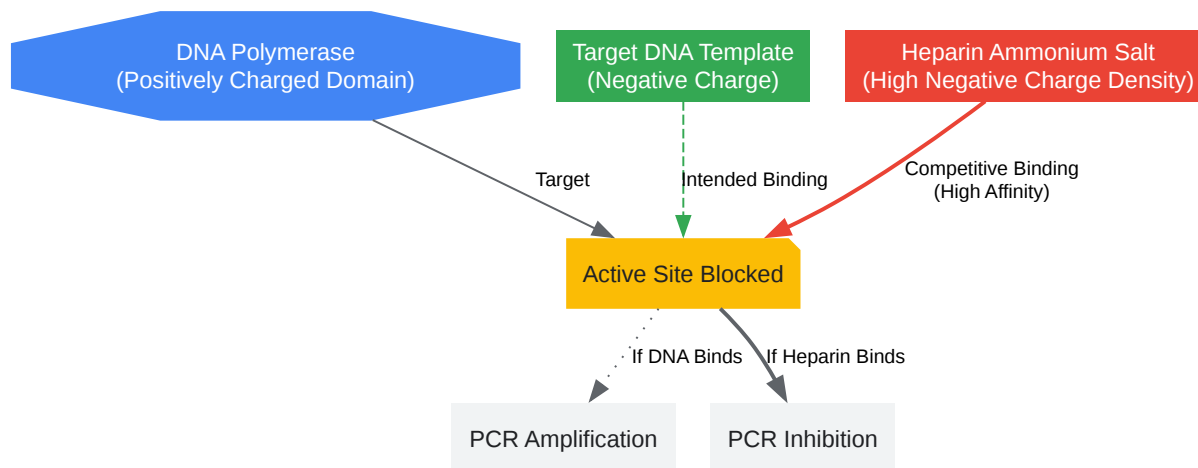 DNA Polymerase
(Positively Charged Domain)
Target DNA Template
(Negative Charge)
Heparin Ammonium Salt
(High Negative Charge Density)
Target
Intended Binding
Competitive Binding
(High Affinity)
Active Site Blocked
If DNA Binds
If Heparin Binds
PCR Amplification
PCR Inhibition